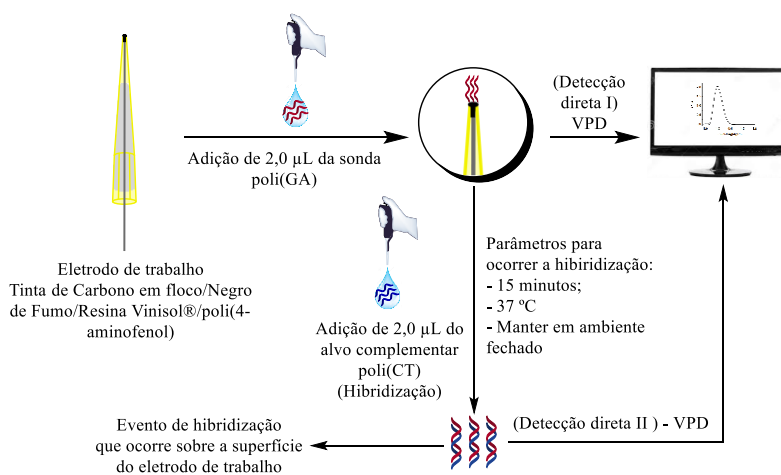 (Detecção
direta I)
VPD
Adição de 2,0 µL da sonda
poli(GA)
Eletrodo de trabalho
Tinta de Carbono em floco/Negro
de Fumo/Resina Vinisol®/poli(4-
aminofenol)
Parâmetros para
ocorrer a hibiridização:
- 15 minutos;
- 37 ºC
- Manter em ambiente
fechado
Adição de 2,0 µL do
alvo complementar
poli(CT)
(Hibridização)
Evento de hibridização
que ocorre sobre a superfície
do eletrodo de trabalho
(Detecção direta II ) - VPD